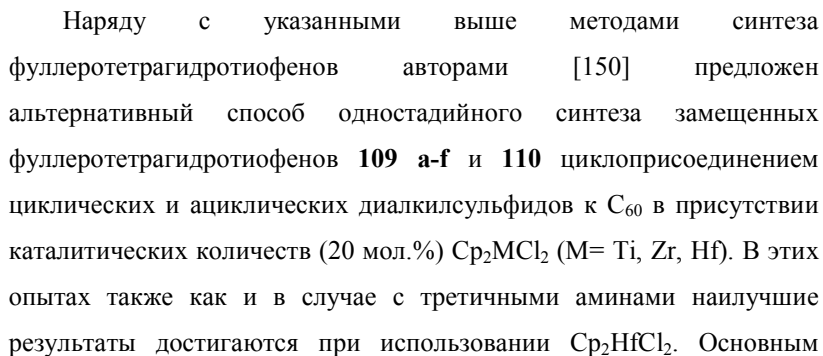 Наряду с указанными выше методами синтеза
фуллеротетрагидротиофенов авторами [150] предложен
альтернативный способ одностадийного синтеза замещенных
фуллеротетрагидротиофенов 109 a-f и 110 циклоприсоединением
циклических и ациклических диалкилсульфидов к C₆₀ в присутствии
каталитических количеств (20 мол.%) Cp₂MCl₂ (M= Ti, Zr, Hf). В этих
опытах также как и в случае с третичными аминами наилучшие
результаты достигаются при использовании Cp₂HfCl₂. Основным